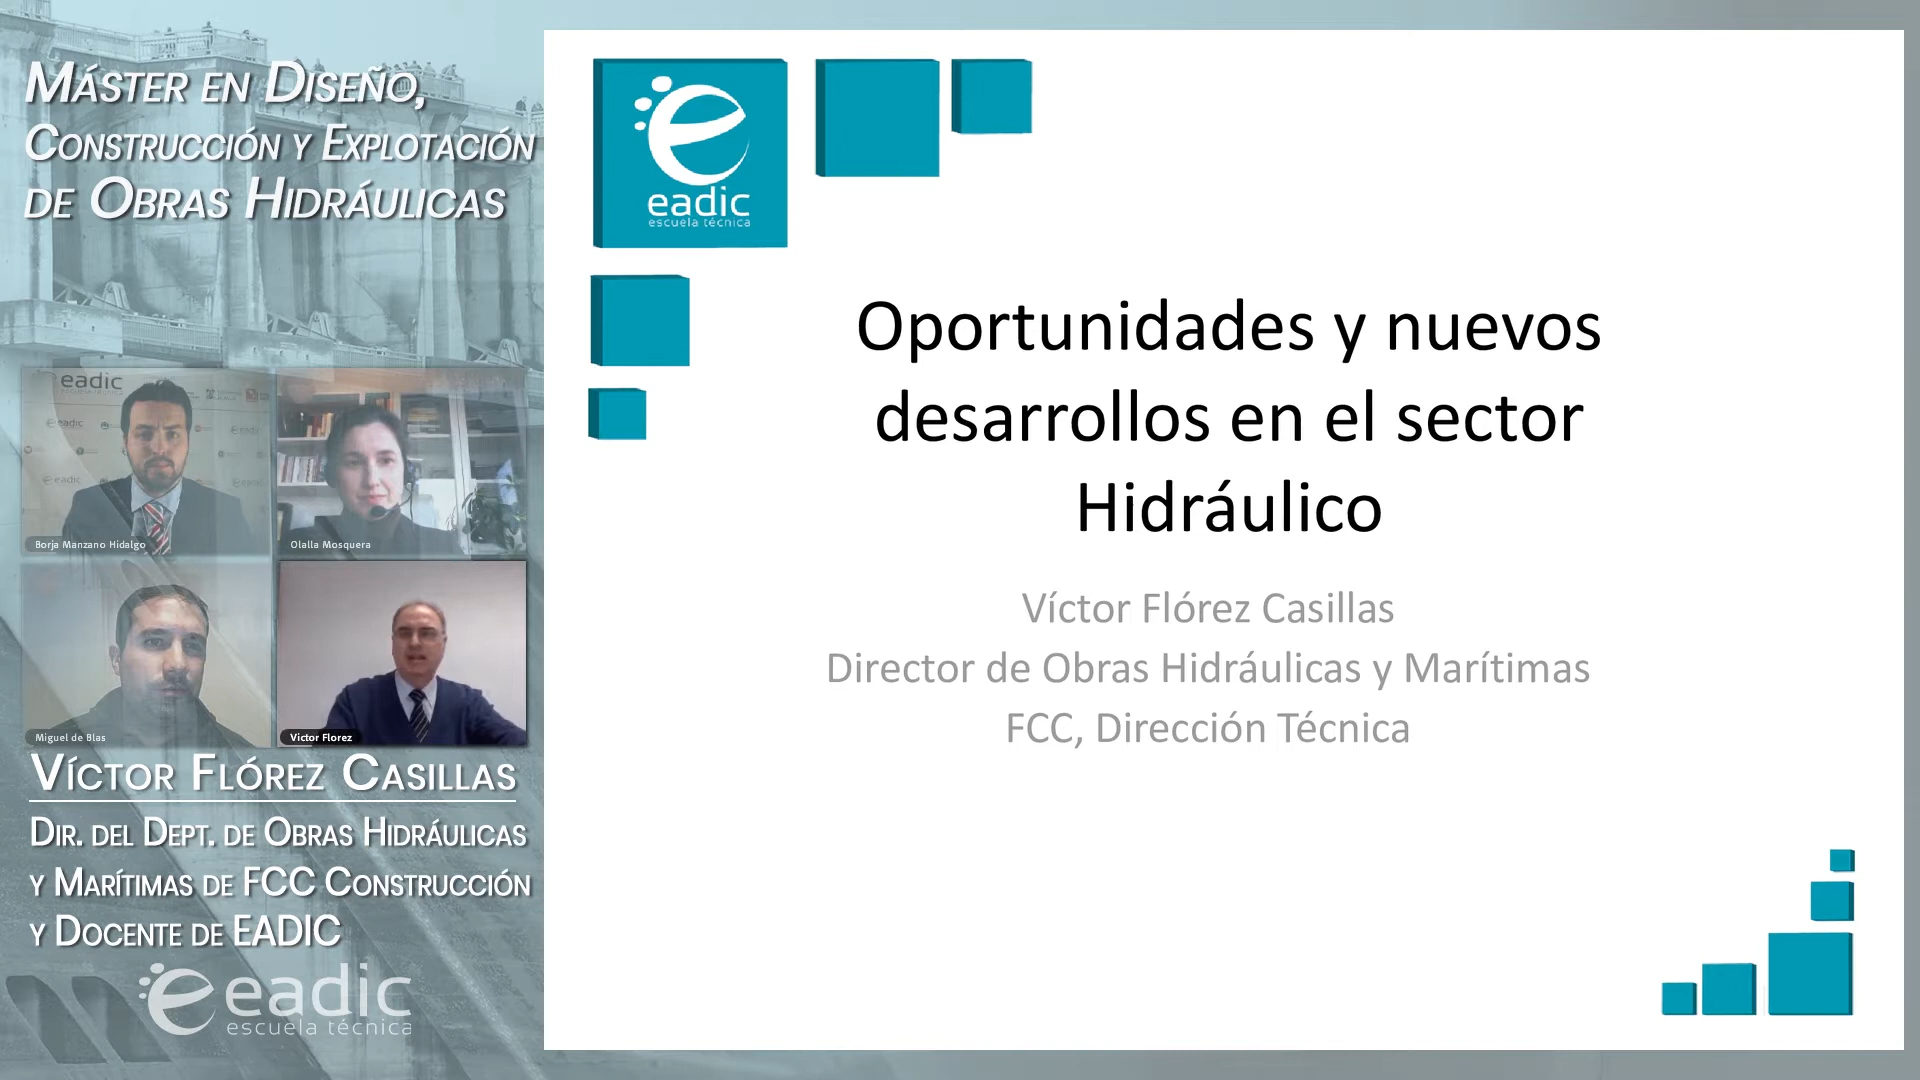 Máster en Diseño,
Construcción y Explotación
de Obras Hidráulicas
eadic
Borja Manzano Hidalgo
Olalla Mosquera
Miguel de Blas
Victor Florez
Víctor Flórez Casillas
Dir. del Dept. de Obras Hidráulicas
y Marítimas de FCC Construcción
y Docente de EADIC
eadic
escuela técnica
eadic
escuela técnica
Oportunidades y nuevos
desarrollos en el sector
Hidráulico
Víctor Flórez Casillas
Director de Obras Hidráulicas y Marítimas
FCC, Dirección Técnica